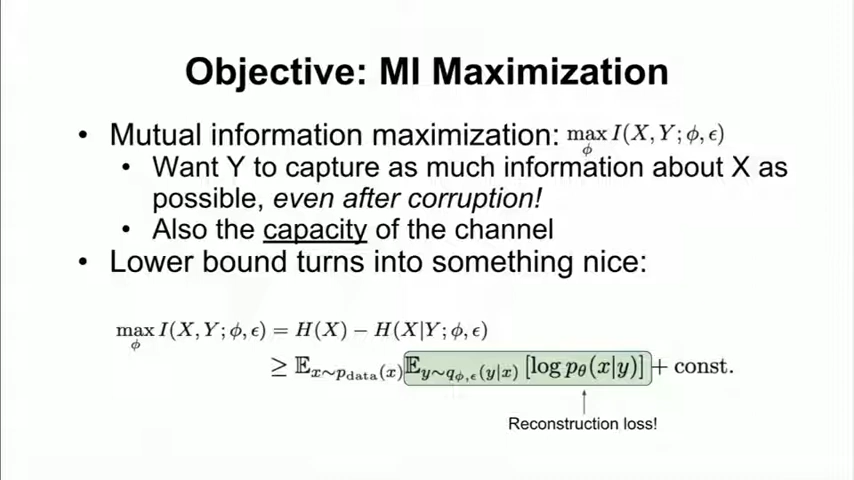 Objective: MI Maximization
• Mutual information maximization: max_ϕ I(X, Y; ϕ, ϵ)
• Want Y to capture as much information about X as
possible, even after corruption!
• Also the capacity of the channel
• Lower bound turns into something nice:
max_ϕ I(X, Y; ϕ, ϵ) = H(X) − H(X|Y; ϕ, ϵ)
≥ 𝔼_{x∼p_data(x)} 𝔼_{y∼q_{ϕ,ϵ}(y|x)} [log p_θ(x|y)] + const.
Reconstruction loss!